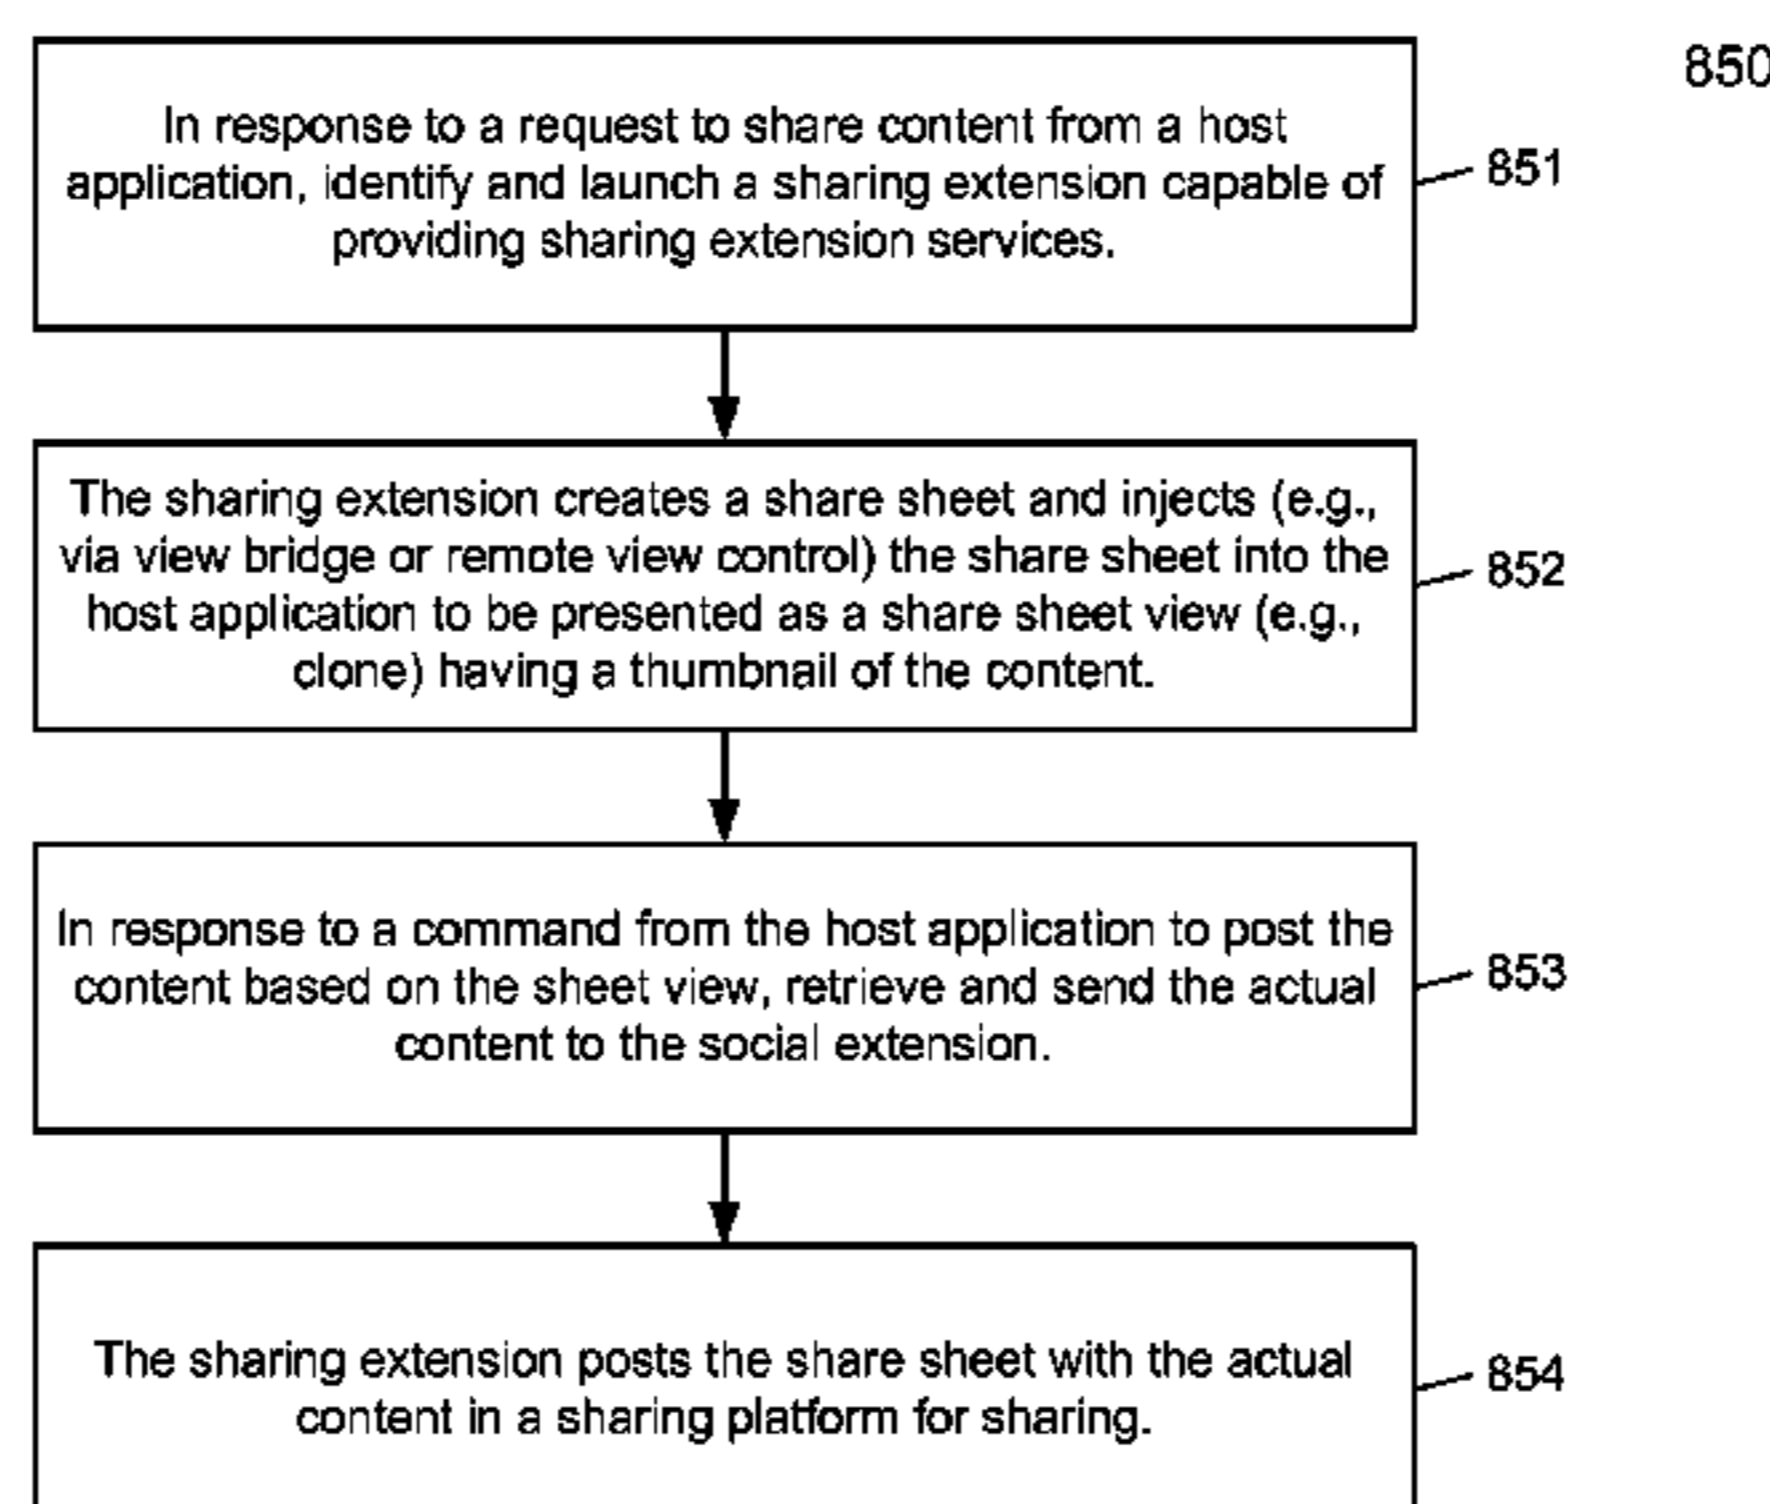 850
In response to a request to share content from a host
application, identify and launch a sharing extension capable of
providing sharing extension services.
851
The sharing extension creates a share sheet and injects (e.g.,
via view bridge or remote view control) the share sheet into the
host application to be presented as a share sheet view (e.g.,
clone) having a thumbnail of the content.
852
In response to a command from the host application to post the
content based on the sheet view, retrieve and send the actual
content to the social extension.
853
The sharing extension posts the share sheet with the actual
content in a sharing platform for sharing.
854